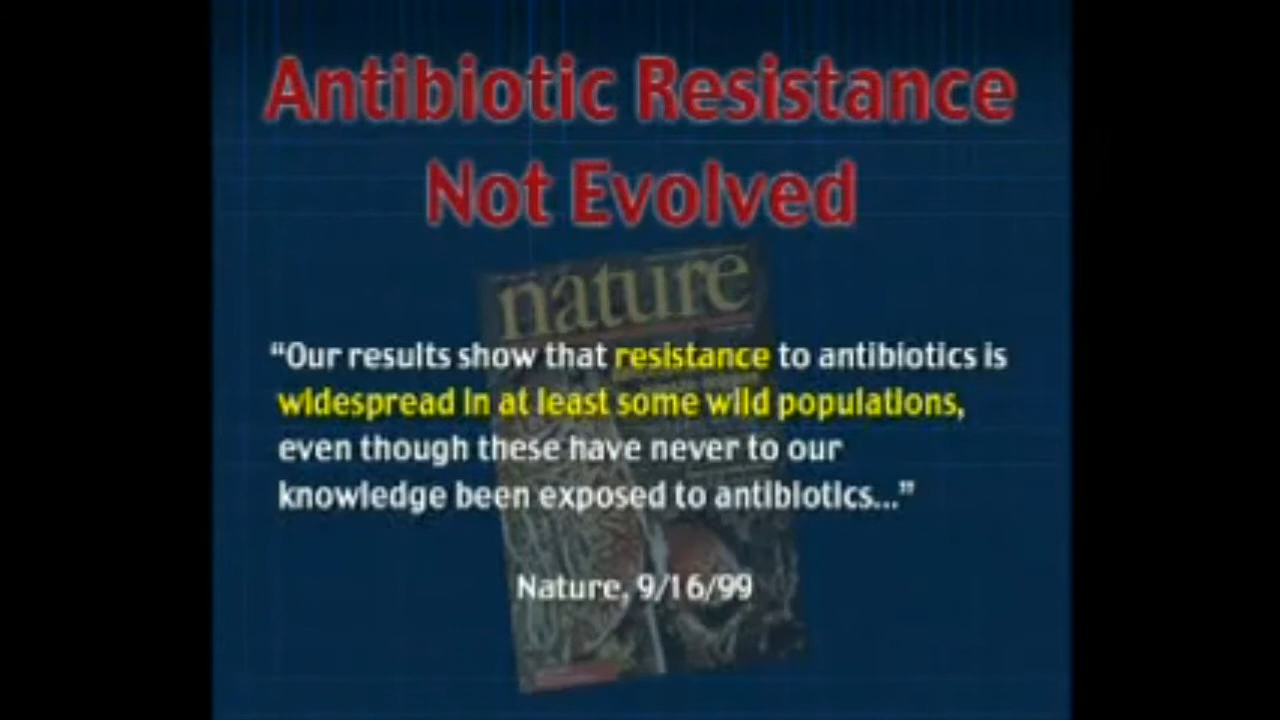 Antibiotic Resistance
Not Evolved
nature
“Our results show that resistance to antibiotics is
widespread in at least some wild populations,
even though these have never to our
knowledge been exposed to antibiotics...”
Nature, 9/16/99